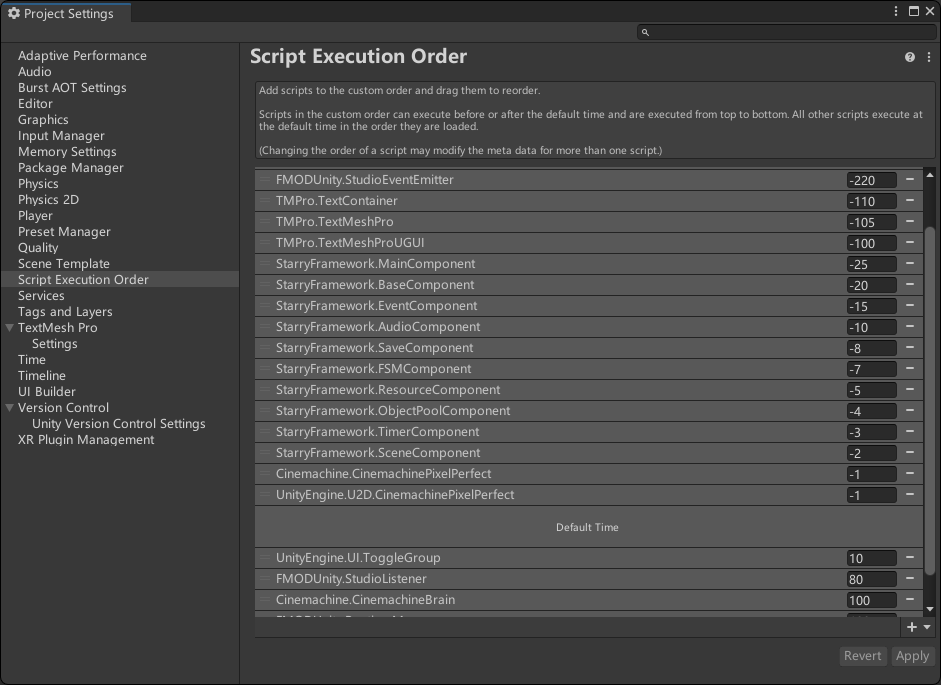 Project Settings
Adaptive Performance
Audio
Burst AOT Settings
Editor
Graphics
Input Manager
Memory Settings
Package Manager
Physics
Physics 2D
Player
Preset Manager
Quality
Scene Template
Script Execution Order
Services
Tags and Layers
TextMesh Pro
Settings
Time
Timeline
UI Builder
Version Control
Unity Version Control Settings
XR Plugin Management
Script Execution Order
Add scripts to the custom order and drag them to reorder.
Scripts in the custom order can execute before or after the default time and are executed from top to bottom. All other scripts execute at
the default time in the order they are loaded.
(Changing the order of a script may modify the meta data for more than one script.)
FMODUnity.StudioEventEmitter -220
TMPro.TextContainer -110
TMPro.TextMeshPro -105
TMPro.TextMeshProUGUI -100
StarryFramework.MainComponent -25
StarryFramework.BaseComponent -20
StarryFramework.EventComponent -15
StarryFramework.AudioComponent -10
StarryFramework.SaveComponent -8
StarryFramework.FSMComponent -7
StarryFramework.ResourceComponent -5
StarryFramework.ObjectPoolComponent -4
StarryFramework.TimerComponent -3
StarryFramework.SceneComponent -2
Cinemachine.CinemachinePixelPerfect -1
UnityEngine.U2D.CinemachinePixelPerfect -1
Default Time
UnityEngine.UI.ToggleGroup 10
FMODUnity.StudioListener 80
Cinemachine.CinemachineBrain 100
Revert Apply